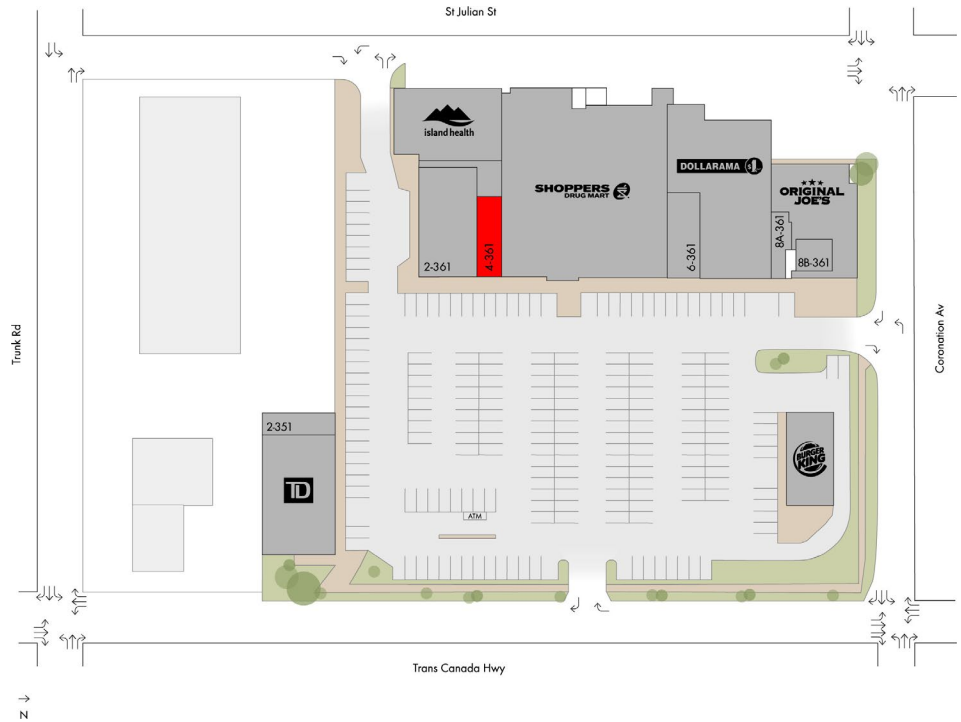 St Julian St
island health
DOLLARAMA $1
SHOPPERS
DRUG MART
ORIGINAL
JOE'S
2-361
4-361
6-361
8A-361
8B-361
Trunk Rd
Coronation Av
2-351
TD
BURGER
KING
ATM
Trans Canada Hwy
N